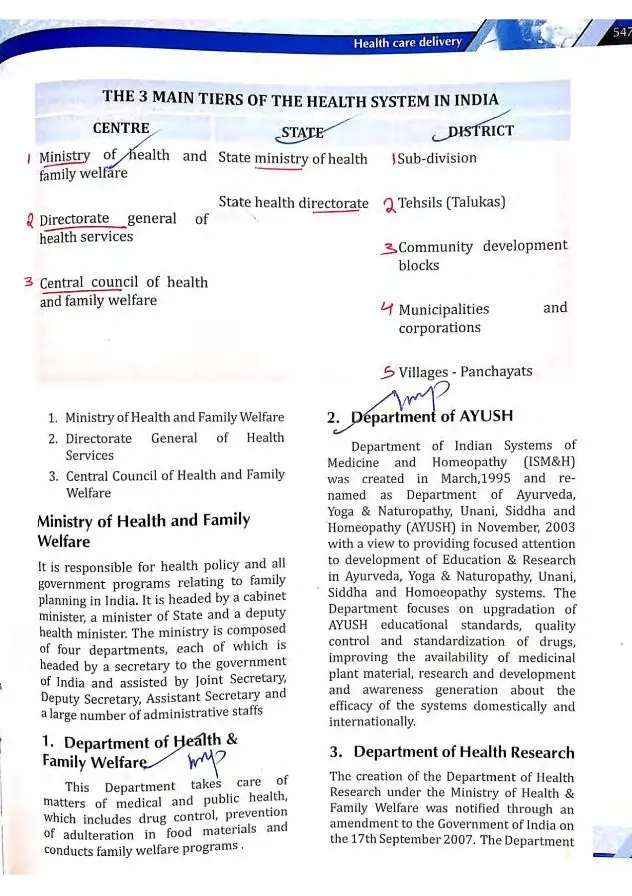 Health care delivery
547
THE 3 MAIN TIERS OF THE HEALTH SYSTEM IN INDIA
CENTRE
1 Ministry of health and
family welfare
2 Directorate general of
health services
3 Central council of health
and family welfare
STATE
State ministry of health
State health directorate
DISTRICT
1 Sub-division
2 Tehsils (Talukas)
3 Community development
blocks
4 Municipalities and
corporations
5 Villages - Panchayats
1. Ministry of Health and Family Welfare
2. Directorate General of Health
Services
3. Central Council of Health and Family
Welfare
Ministry of Health and Family
Welfare
It is responsible for health policy and all
government programs relating to family
planning in India. It is headed by a cabinet
minister, a minister of State and a deputy
health minister. The ministry is composed
of four departments, each of which is
headed by a secretary to the government
of India and assisted by Joint Secretary,
Deputy Secretary, Assistant Secretary and
a large number of administrative staffs
1. Department of Health &
Family Welfare
Imp
This Department takes care of
matters of medical and public health,
which includes drug control, prevention
of adulteration in food materials and
conducts family welfare programs .
Imp
2. Department of AYUSH
Department of Indian Systems of
Medicine and Homeopathy (ISM&H)
was created in March,1995 and re-
named as Department of Ayurveda,
Yoga & Naturopathy, Unani, Siddha and
Homeopathy (AYUSH) in November, 2003
with a view to providing focused attention
to development of Education & Research
in Ayurveda, Yoga & Naturopathy, Unani,
Siddha and Homoeopathy systems. The
Department focuses on upgradation of
AYUSH educational standards, quality
control and standardization of drugs,
improving the availability of medicinal
plant material, research and development
and awareness generation about the
efficacy of the systems domestically and
internationally.
3. Department of Health Research
The creation of the Department of Health
Research under the Ministry of Health &
Family Welfare was notified through an
amendment to the Government of India on
the 17th September 2007. The Department